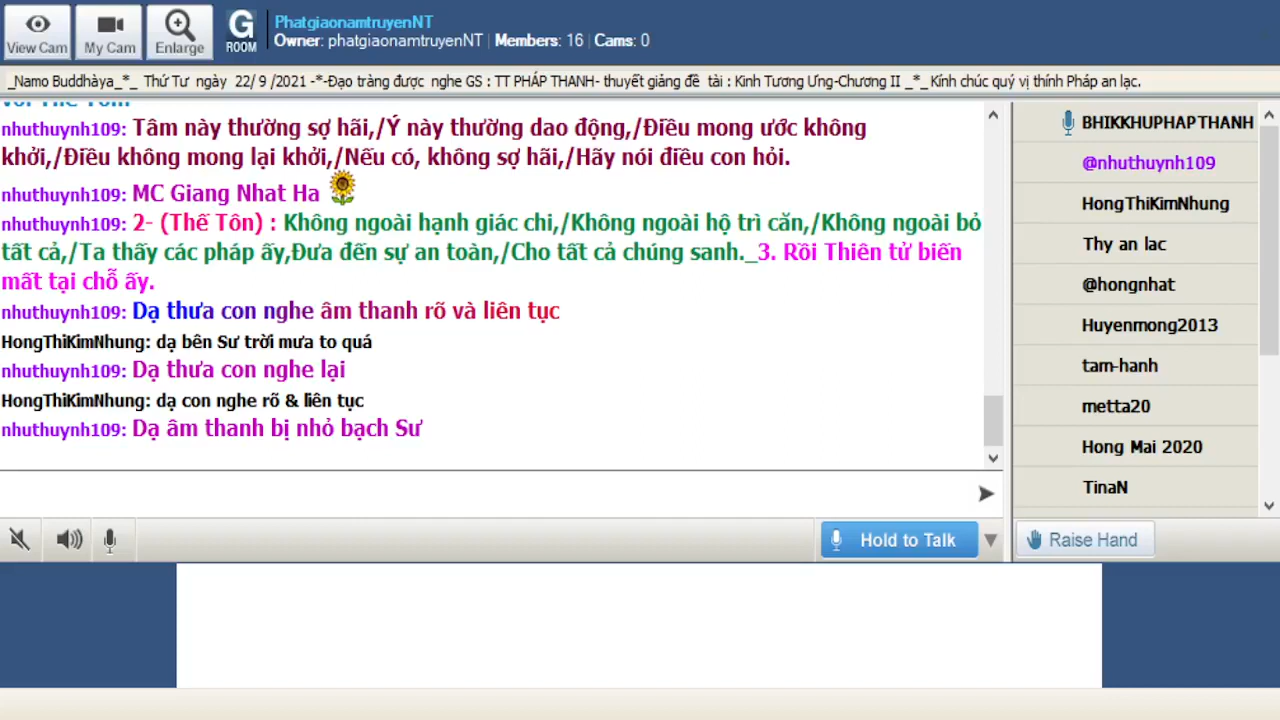 View Cam
My Cam
Enlarge
G
ROOM
PhatgiaonamtruyenNT
Owner: phatgiaonamtruyenNT | Members: 16 | Cams: 0
_Namo Buddhàya_*_ Thứ Tư ngày 22/ 9 /2021 -*-Đạo tràng được nghe GS : TT PHÁP THANH- thuyết giảng đề tài : Kinh Tương Ưng-Chương II _*_Kính chúc quý vị thính Pháp an lạc.
nhuthuynh109: Tâm này thường sợ hãi,/Ý này thường dao động,/Điều mong ước không
khởi,/Điều không mong lại khởi,/Nếu có, không sợ hãi,/Hãy nói điều con hỏi.
nhuthuynh109: MC Giang Nhat Ha
nhuthuynh109: 2- (Thế Tôn) : Không ngoài hạnh giác chi,/Không ngoài hộ trì căn,/Không ngoài bỏ
tất cả,/Ta thấy các pháp ấy,Đưa đến sự an toàn,/Cho tất cả chúng sanh._3. Rồi Thiên tử biến
mất tại chỗ ấy.
nhuthuynh109: Dạ thưa con nghe âm thanh rõ và liên tục
HongThiKimNhung: dạ bên Sư trời mưa to quá
nhuthuynh109: Dạ thưa con nghe lại
HongThiKimNhung: dạ con nghe rõ & liên tục
nhuthuynh109: Dạ âm thanh bị nhỏ bạch Sư
BHIKKHUPHAPTHANH
@nhuthuynh109
HongThiKimNhung
Thy an lac
@hongnhat
Huyenmong2013
tam-hanh
metta20
Hong Mai 2020
TinaN
Hold to Talk
Raise Hand